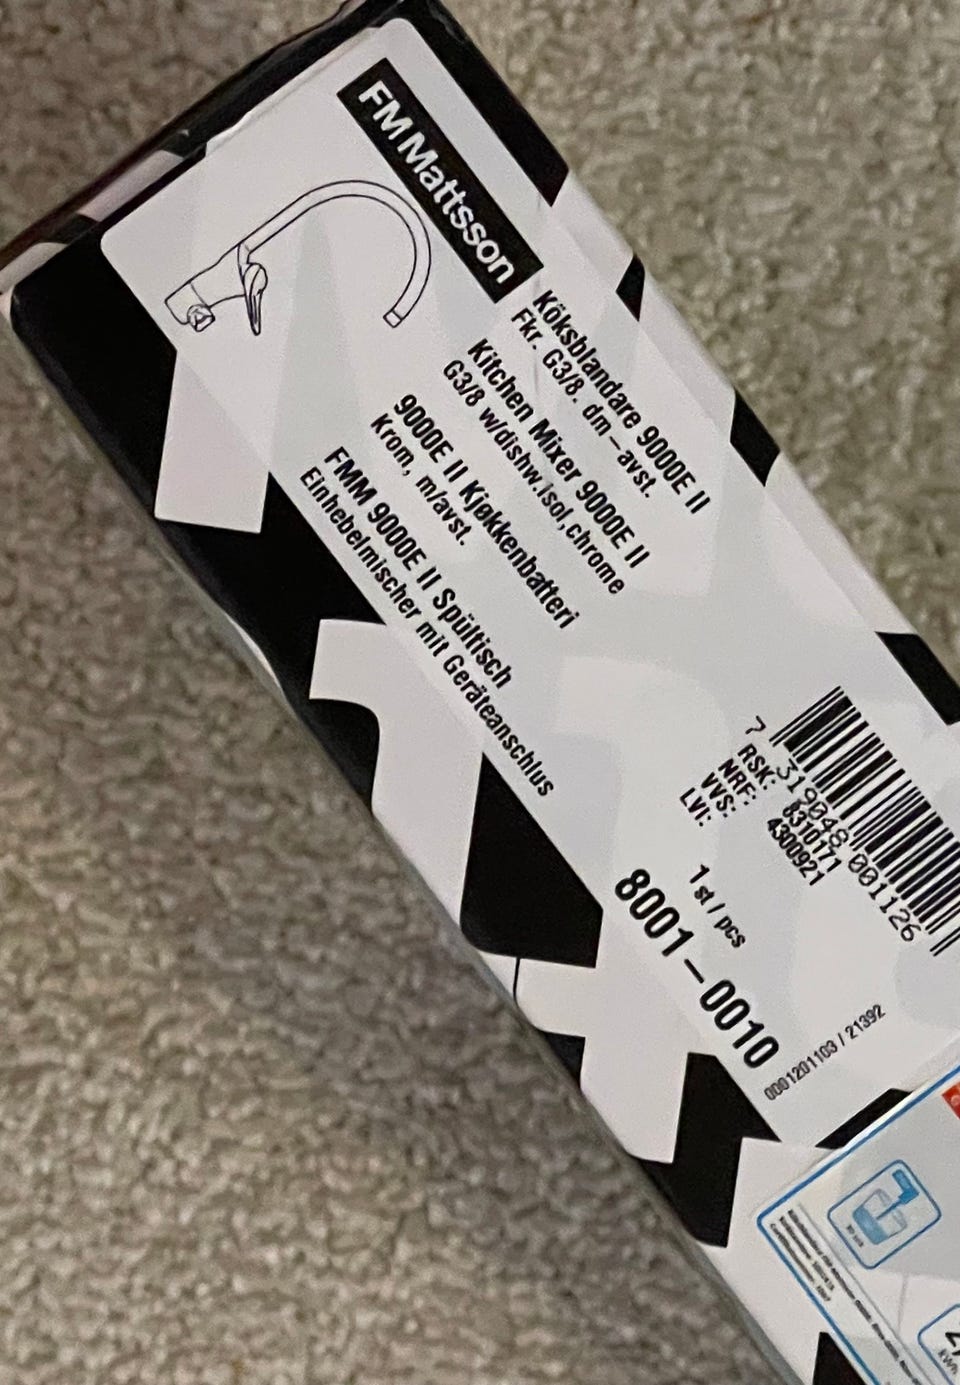 FM Mattsson
Köksblandare 9000E II
Fkr. G3/8. dm-avst.
Kitchen Mixer 9000E II
G3/8 w/dishw.isol,chrome
9000E II Kjøkkenbatteri
Krom., m/avst.
FMM 9000E II Spültisch
Einhebelmischer mit Geräteanschlus
7 319048 001126
RSK: 8310171
NRF: 4300921
VVS:
LVI:
1 st / pcs
8001-0010
0001201103 / 21392